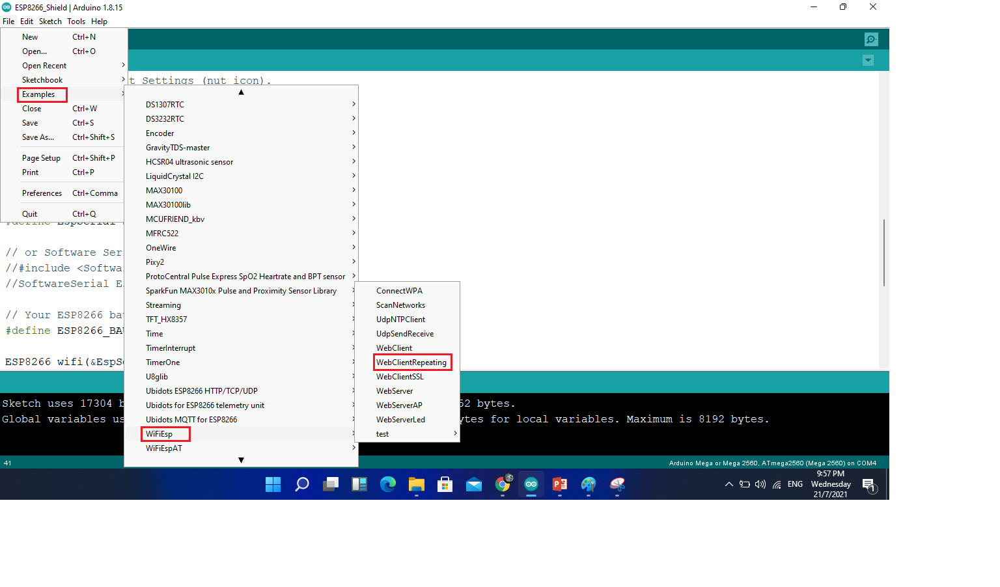 ESP8266_Shield | Arduino 1.8.15
File Edit Sketch Tools Help
New Ctrl+N
Open... Ctrl+O
Open Recent
Sketchbook
Examples
Close Ctrl+W
Save Ctrl+S
Save As... Ctrl+Shift+S
Page Setup Ctrl+Shift+P
Print Ctrl+P
Preferences Ctrl+Comma
Quit Ctrl+Q
t Settings (nut icon).
DS1307RTC
DS3232RTC
Encoder
GravityTDS-master
HCSR04 ultrasonic sensor
LiquidCrystal I2C
MAX30100
MAX30100lib
MCUFRIEND_kbv
MFRC522
OneWire
Pixy2
ProtoCentral Pulse Express SpO2 Heartrate and BPT sensor
SparkFun MAX3010x Pulse and Proximity Sensor Library
Streaming
TFT_HX8357
Time
TimerInterrupt
TimerOne
U8glib
Ubidots ESP8266 HTTP/TCP/UDP
Ubidots for ESP8266 telemetry unit
Ubidots MQTT for ESP8266
WiFiEsp
WiFiEspAT
ConnectWPA
ScanNetworks
UdpNTPClient
UdpSendReceive
WebClient
WebClientRepeating
WebClientSSL
WebServer
WebServerAP
WebServerLed
test
#define EspSerial
// or Software Ser
//#include <Softwa
//SoftwareSerial E
// Your ESP8266 ba
#define ESP8266_BAU
ESP8266 wifi(&EspS
Sketch uses 17304 b 52 bytes.
Global variables us ytes for local variables. Maximum is 8192 bytes.
41 Arduino Mega or Mega 2560, ATmega2560 (Mega 2560) on COM4
ENG
9:57 PM
Wednesday
21/7/2021
1